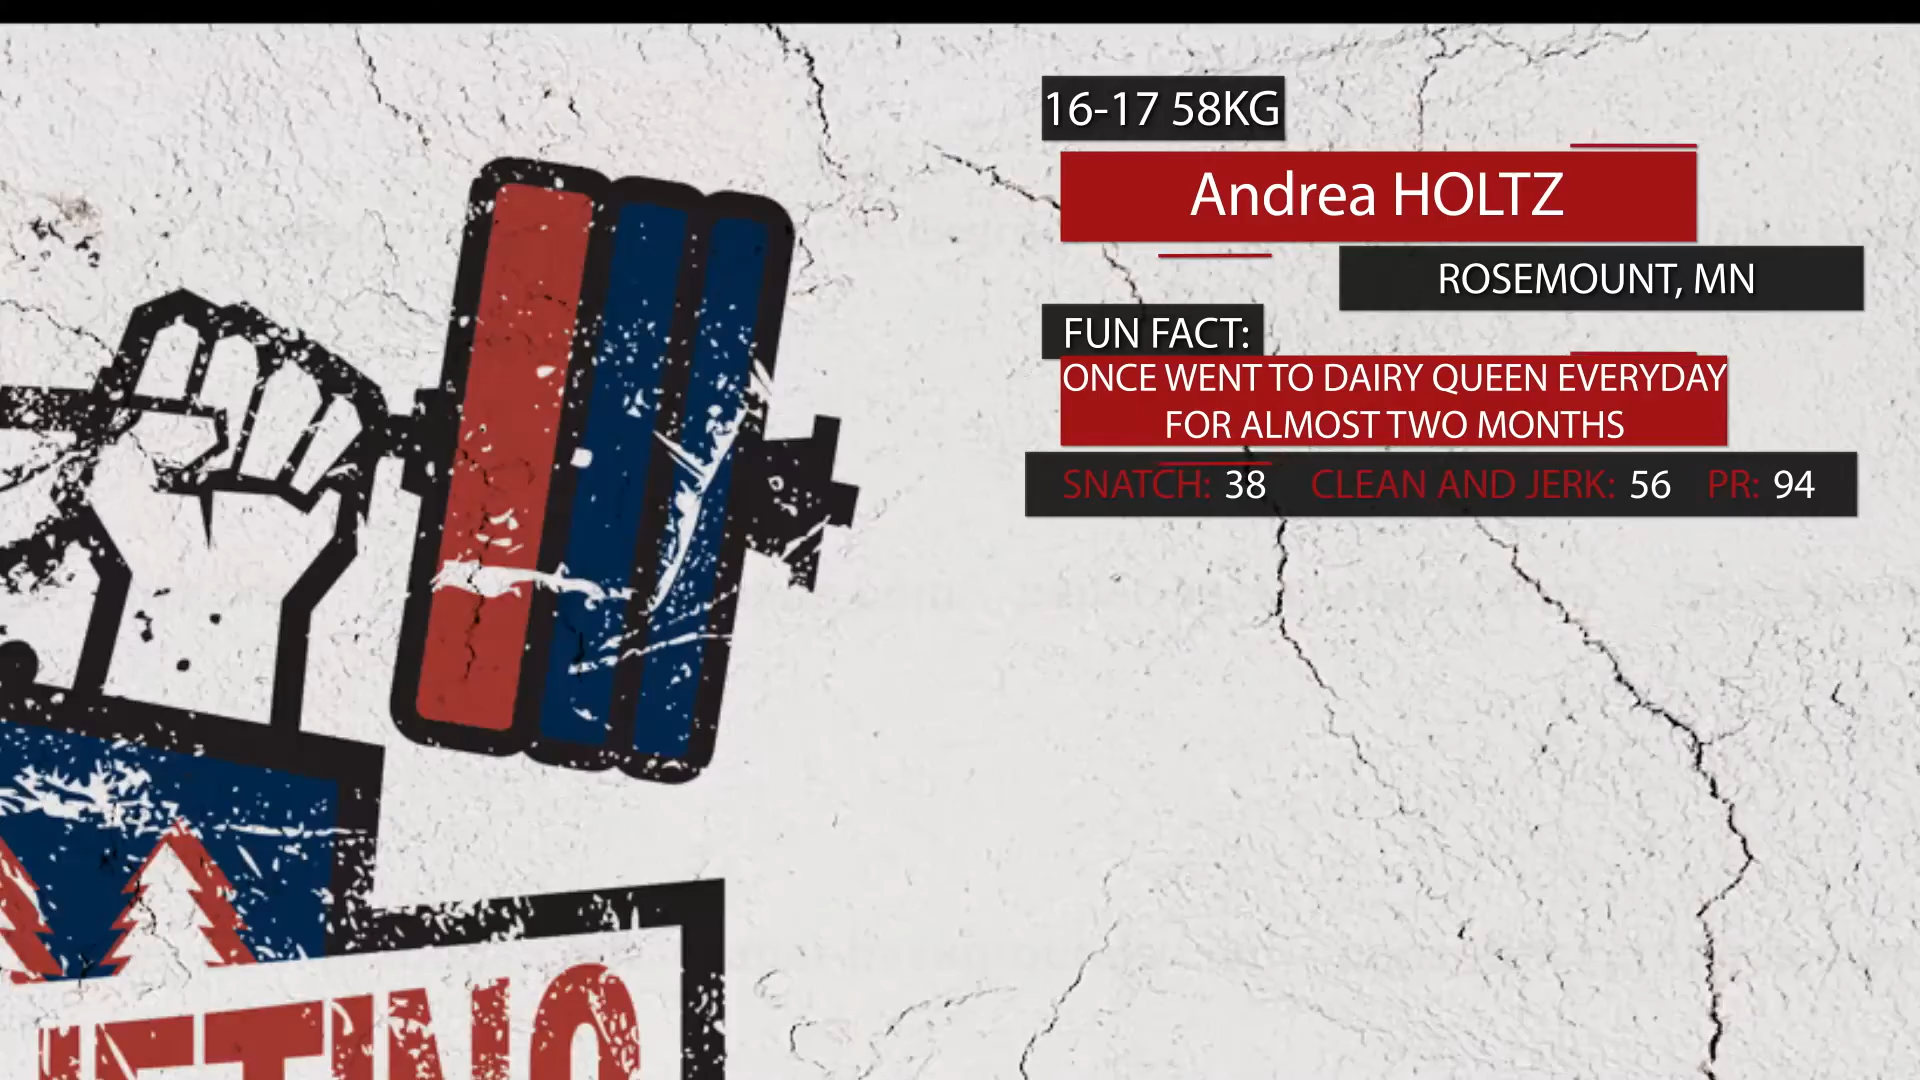 16-17 58KG
Andrea HOLTZ
ROSEMOUNT, MN
FUN FACT:
ONCE WENT TO DAIRY QUEEN EVERYDAY
FOR ALMOST TWO MONTHS
SNATCH: 38 CLEAN AND JERK: 56 PR: 94